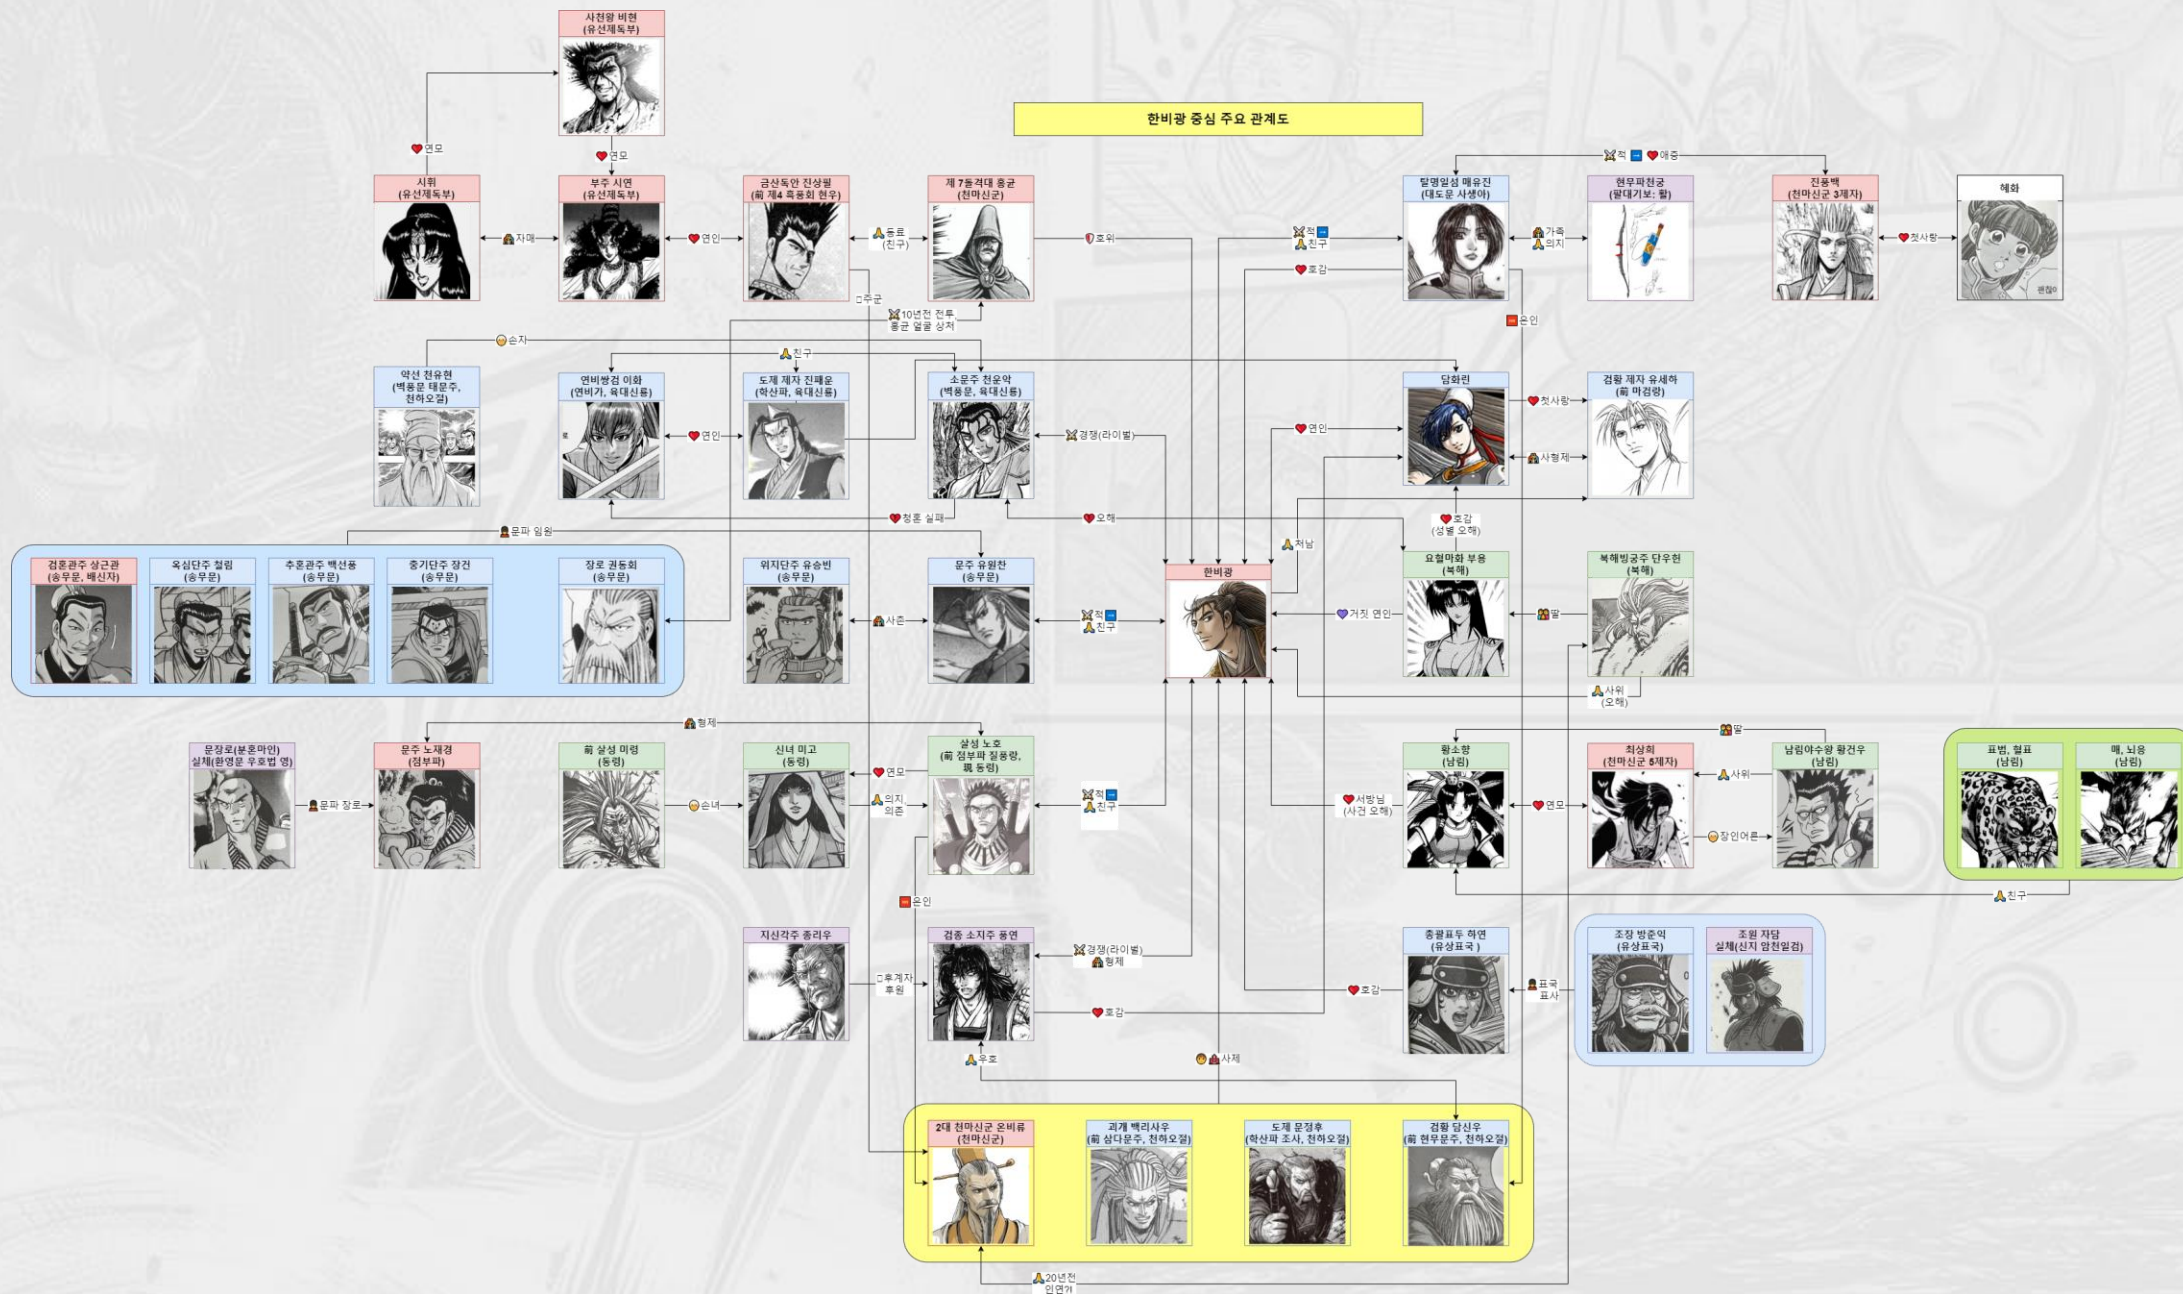 사천왕 비현
(유선제독부)
한비광 중심 주요 관계도
연모
연모
적 애증
시휘
(유선제독부)
부주 시연
(유선제독부)
금산독안 진상필
(前 제4 흑풍회 현우)
제 7돌격대 홍균
(천마신군)
탈명일섬 매유진
(대도문 사생아)
현무파천궁
(팔대기보: 활)
진풍백
(천마신군 3제자)
혜화
자매
연인
동료
(친구)
호위
적
친구
가족
의지
첫사랑
호감
괜찮아
주군
10년전 전투,
홍균 얼굴 상처
은인
손자
친구
약선 천유현
(벽풍문 태문주,
천하오절)
연비쌍검 이화
(연비가, 육대신룡)
도제 제자 진패운
(학산파, 육대신룡)
소문주 천운악
(벽풍문, 육대신룡)
담화린
검황 제자 유세하
(前 마검랑)
첫사랑
연인
경쟁(라이벌)
연인
사형제
청혼 실패
오해
호감
(성별 오해)
문파 임원
처남
검혼관주 상근관
(송무문, 배신자)
옥심단주 철림
(송무문)
추혼관주 백선풍
(송무문)
중기단주 장건
(송무문)
장로 권동회
(송무문)
위지단주 유승빈
(송무문)
문주 유원찬
(송무문)
한비광
요혈마화 부용
(북해)
북해빙궁주 단우헌
(북해)
사존
적
친구
거짓 연인
딸
사위
(오해)
형제
딸
문장로(분혼마인)
실체(환영문 우호법 영)
문주 노재경
(점부파)
前 살성 미령
(동령)
신녀 미고
(동령)
살성 노호
(前 점부파 질풍랑,
現 동령)
황소향
(남림)
최상희
(천마신군 5제자)
남림야수왕 황건우
(남림)
표범, 혈표
(남림)
매, 뇌응
(남림)
연모
사위
문파 장로
손녀
의지,
의존
적
친구
서방님
(사건 오해)
연모
장인어른
은인
친구
지신각주 종리우
검종 소지주 풍연
총괄표두 하연
(유상표국 )
조장 방준익
(유상표국)
조원 자담
실체(신지 암천일검)
경쟁(라이벌)
형제
후계자
후원
호감
표국
표사
호감
우호
사제
2대 천마신군 온비류
(천마신군)
괴개 백리사우
(前 삼다문주, 천하오절)
도제 문정후
(학산파 조사, 천하오절)
검황 담신우
(前 현무문주, 천하오절)
20년전
인연?!